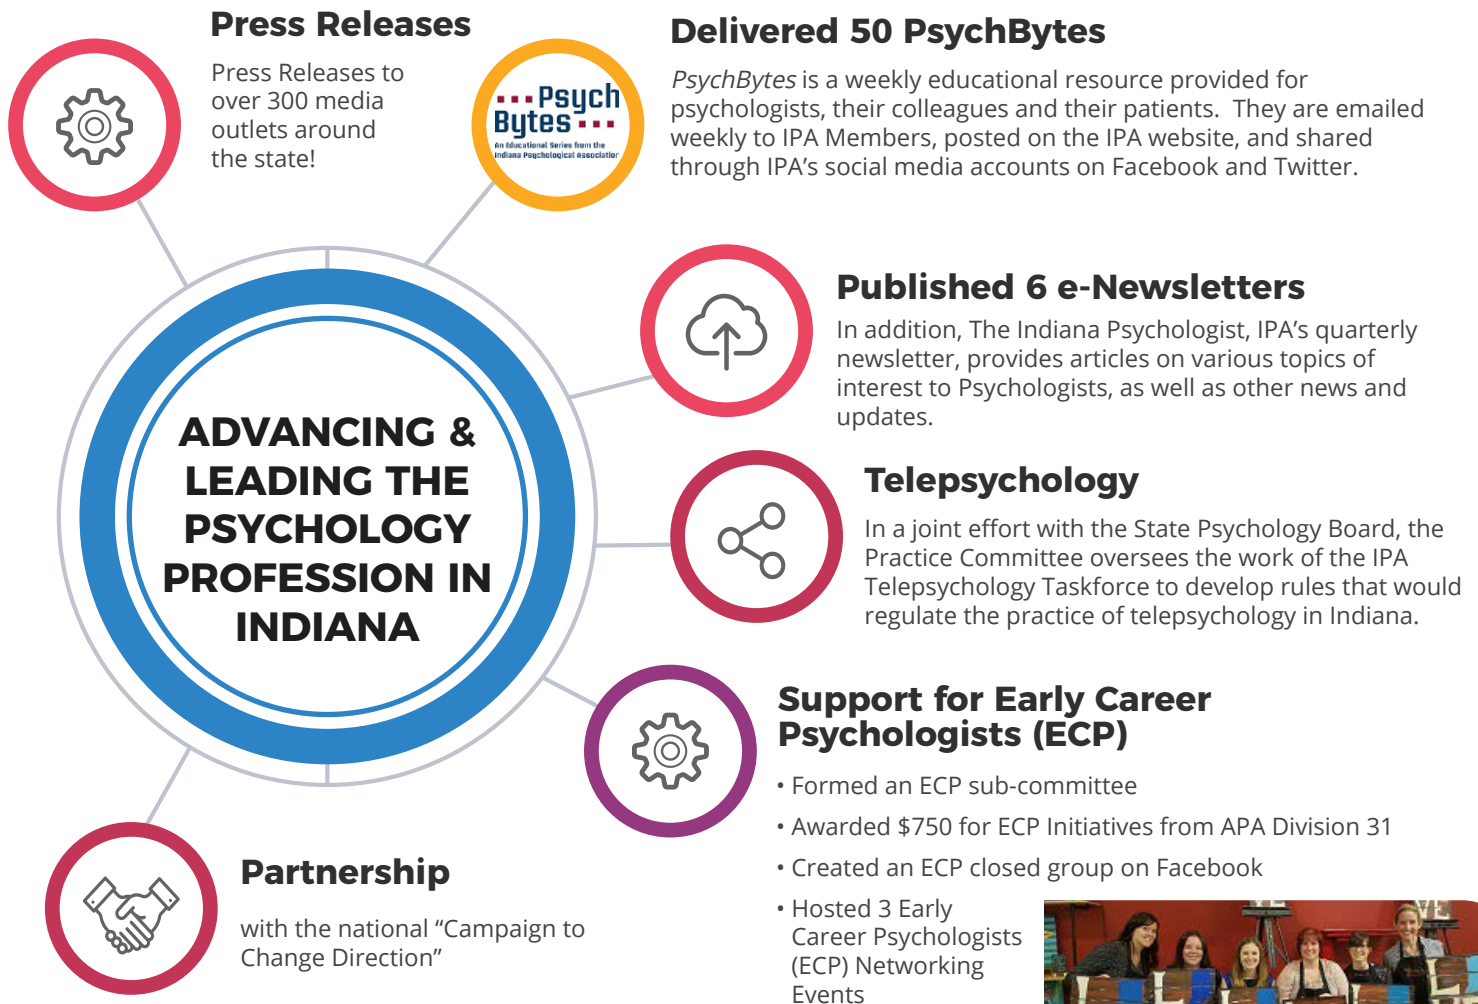 Press Releases
Press Releases to
over 300 media
outlets around
the state!
Psych
Bytes
An Educational Series from the
Indiana Psychological Association
Delivered 50 PsychBytes
PsychBytes is a weekly educational resource provided for
psychologists, their colleagues and their patients. They are emailed
weekly to IPA Members, posted on the IPA website, and shared
through IPA’s social media accounts on Facebook and Twitter.
Published 6 e-Newsletters
In addition, The Indiana Psychologist, IPA’s quarterly
newsletter, provides articles on various topics of
interest to Psychologists, as well as other news and
updates.
ADVANCING &
LEADING THE
PSYCHOLOGY
PROFESSION IN
INDIANA
Telepsychology
In a joint effort with the State Psychology Board, the
Practice Committee oversees the work of the IPA
Telepsychology Taskforce to develop rules that would
regulate the practice of telepsychology in Indiana.
Support for Early Career
Psychologists (ECP)
• Formed an ECP sub-committee
• Awarded $750 for ECP Initiatives from APA Division 31
• Created an ECP closed group on Facebook
• Hosted 3 Early
Career Psychologists
(ECP) Networking
Events
Partnership
with the national “Campaign to
Change Direction”